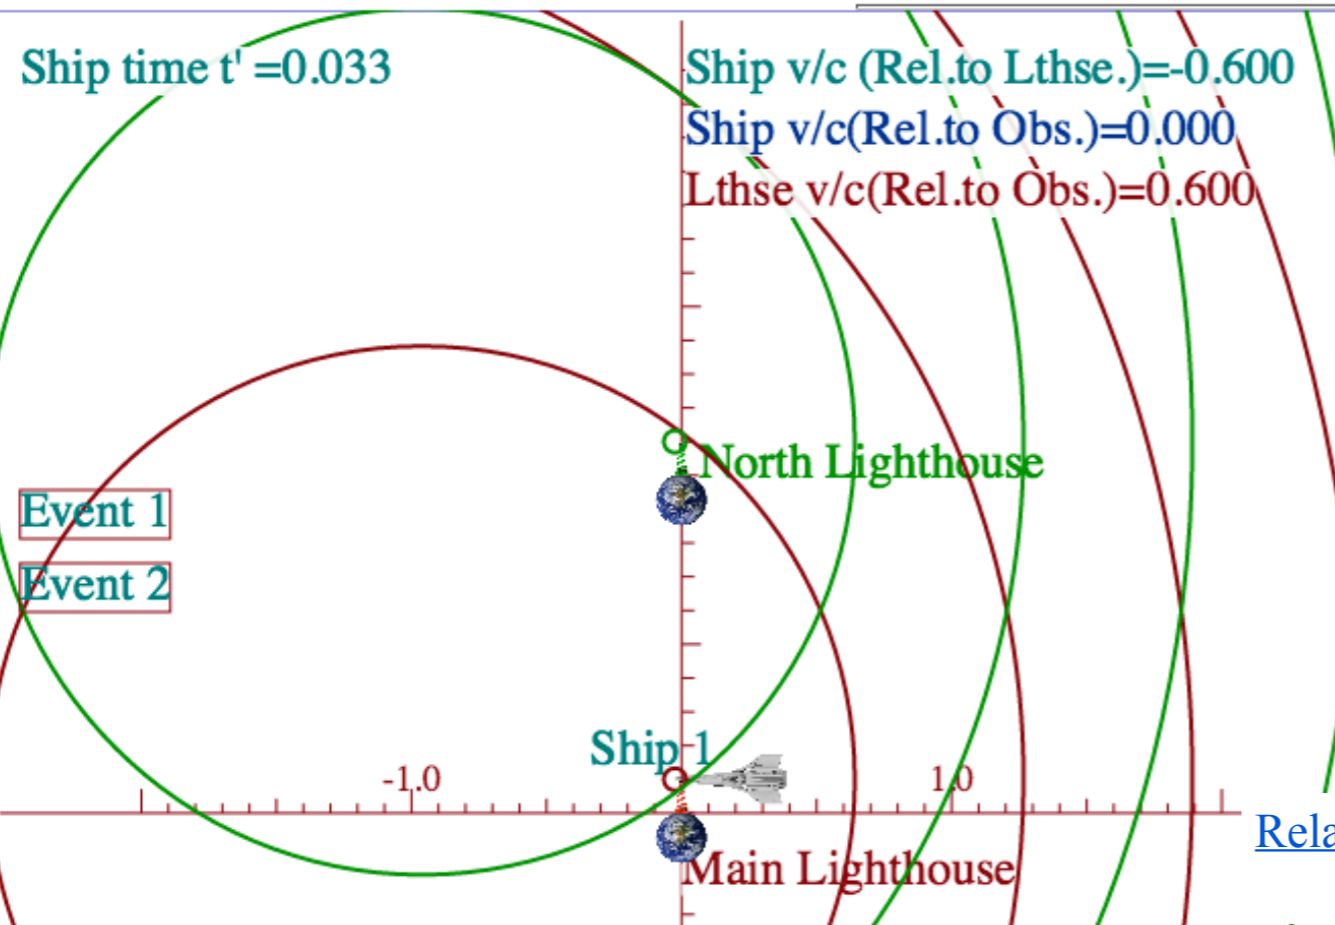 Ship time t' =0.033
Ship v/c (Rel.to Lthse.)=-0.600
Ship v/c(Rel.to Obs.)=0.000
Lthse v/c(Rel.to Obs.)=0.600
North Lighthouse
Event 1
Event 2
Ship 1
-1.0
1.0
Rela
Main Lighthouse